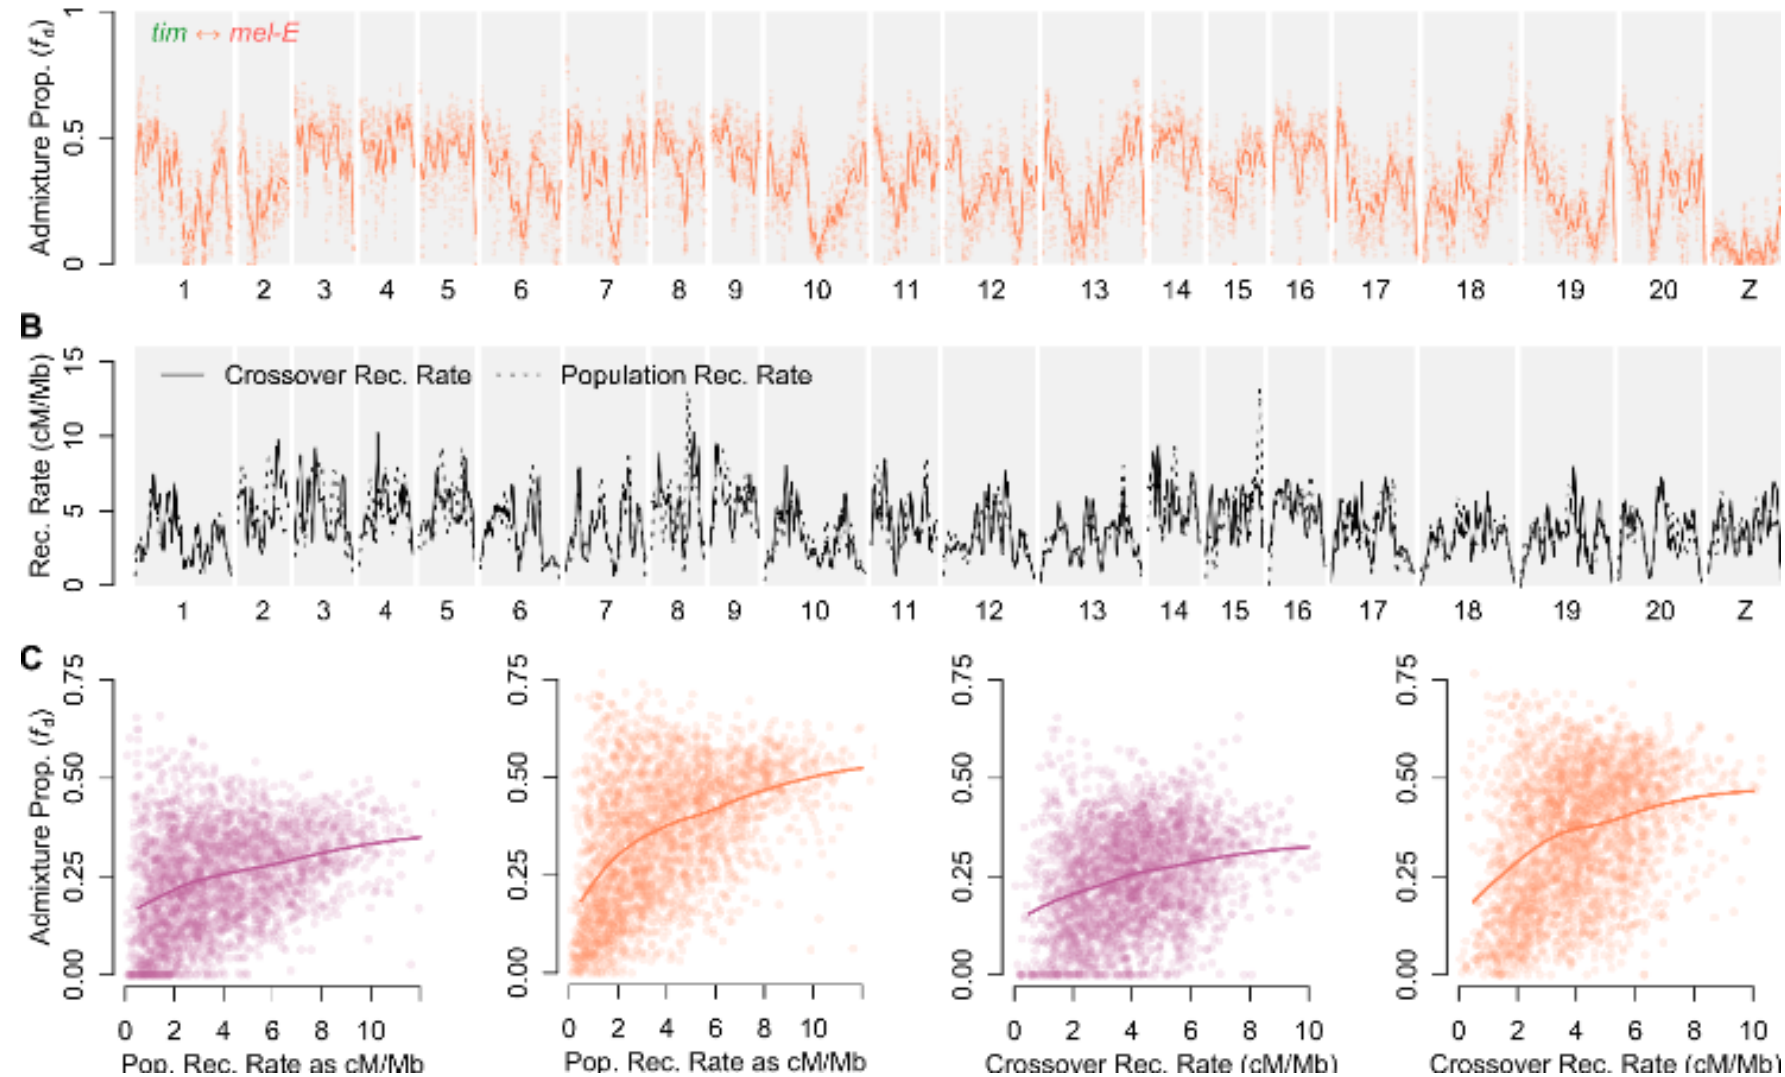 1
tim ↔ mel-E
Admixture Prop. (fd)
0.5
0
1 2 3 4 5 6 7 8 9 10 11 12 13 14 15 16 17 18 19 20 Z
B
15
Crossover Rec. Rate Population Rec. Rate
Rec. Rate (cM/Mb)
10
5
0
1 2 3 4 5 6 7 8 9 10 11 12 13 14 15 16 17 18 19 20 Z
C
Admixture Prop. (fd)
0.75 0.75 0.75 0.75
0.50 0.50 0.50 0.50
0.25 0.25 0.25 0.25
0.00 0.00 0.00 0.00
0 2 4 6 8 10 0 2 4 6 8 10 0 2 4 6 8 10 0 2 4 6 8 10
Pop. Rec. Rate as cM/Mb Pop. Rec. Rate as cM/Mb Crossover Rec. Rate (cM/Mb) Crossover Rec. Rate (cM/Mb)